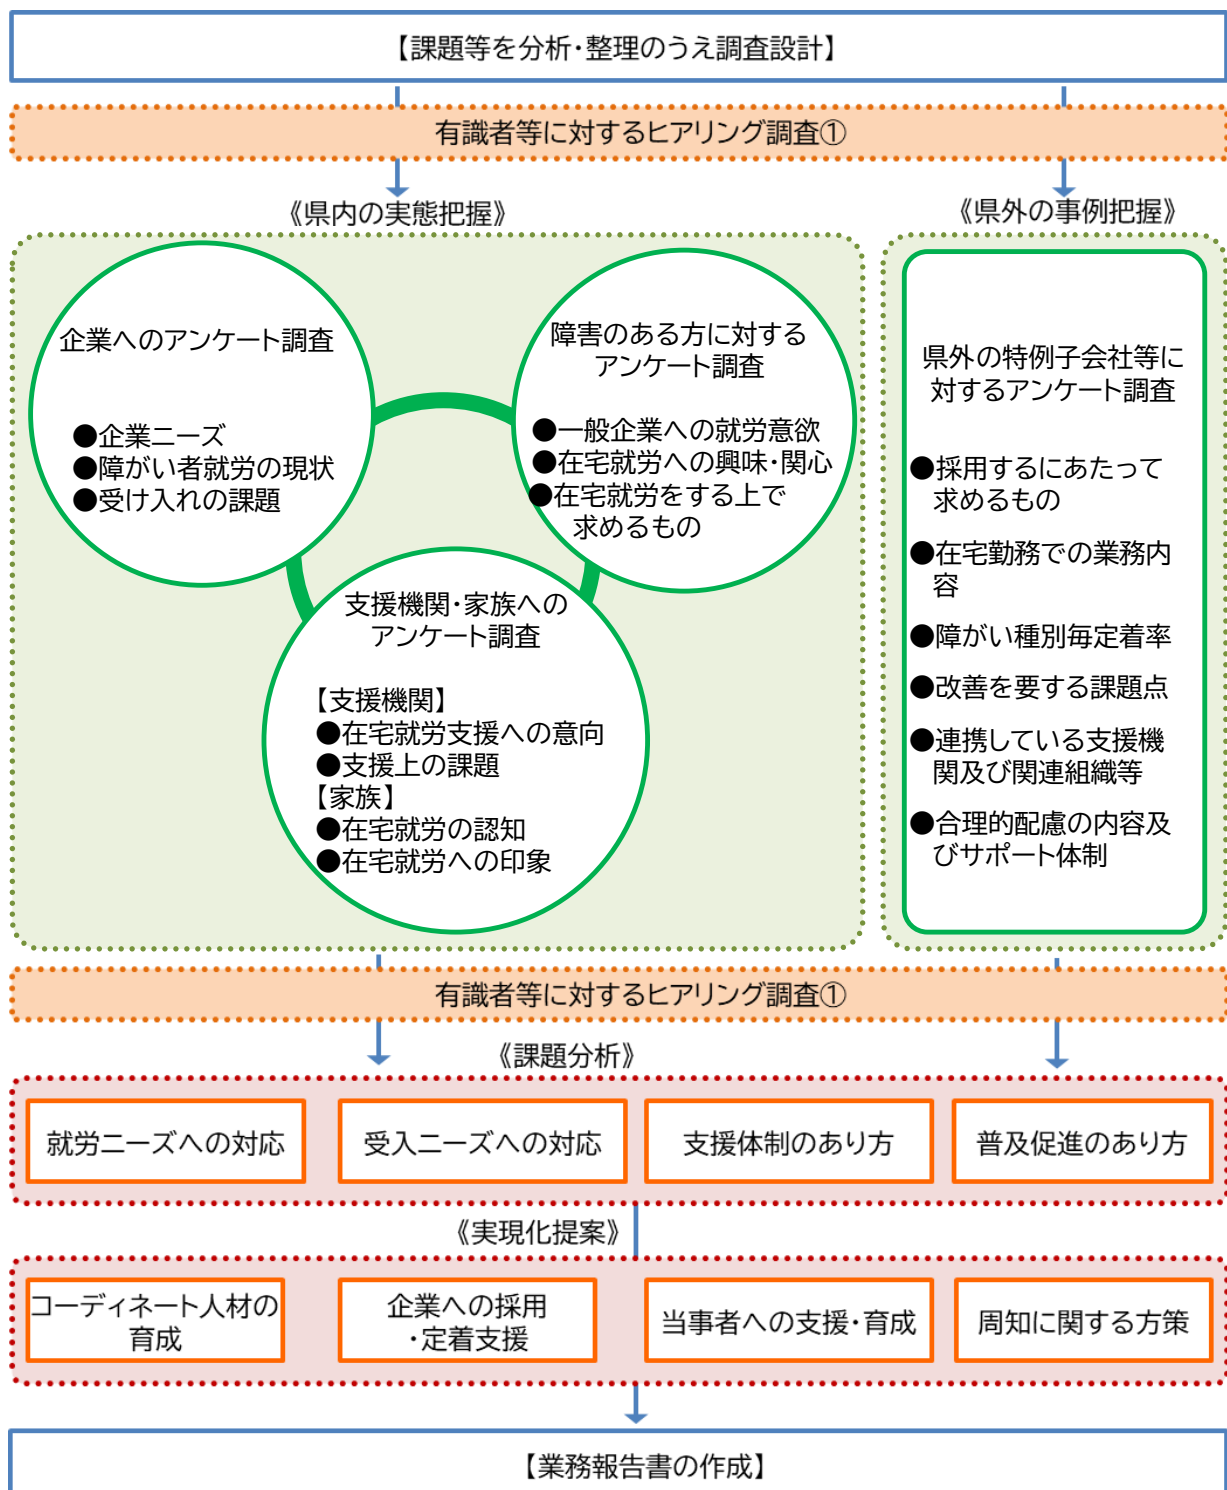 【課題等を分析・整理のうえ調査設計】
有識者等に対するヒアリング調査①
《県内の実態把握》
《県外の事例把握》
企業へのアンケート調査
●企業ニーズ
●障がい者就労の現状
●受け入れの課題
障害のある方に対する
アンケート調査
●一般企業への就労意欲
●在宅就労への興味・関心
●在宅就労をする上で
求めるもの
支援機関・家族への
アンケート調査
【支援機関】
●在宅就労支援への意向
●支援上の課題
【家族】
●在宅就労の認知
●在宅就労への印象
県外の特例子会社等に
対するアンケート調査
●採用するにあたって
求めるもの
●在宅勤務での業務内
容
●障がい種別毎定着率
●改善を要する課題点
●連携している支援機
関及び関連組織等
●合理的配慮の内容及
びサポート体制
有識者等に対するヒアリング調査①
《課題分析》
就労ニーズへの対応
受入ニーズへの対応
支援体制のあり方
普及促進のあり方
《実現化提案》
コーディネート人材の
育成
企業への採用
・定着支援
当事者への支援・育成
周知に関する方策
【業務報告書の作成】